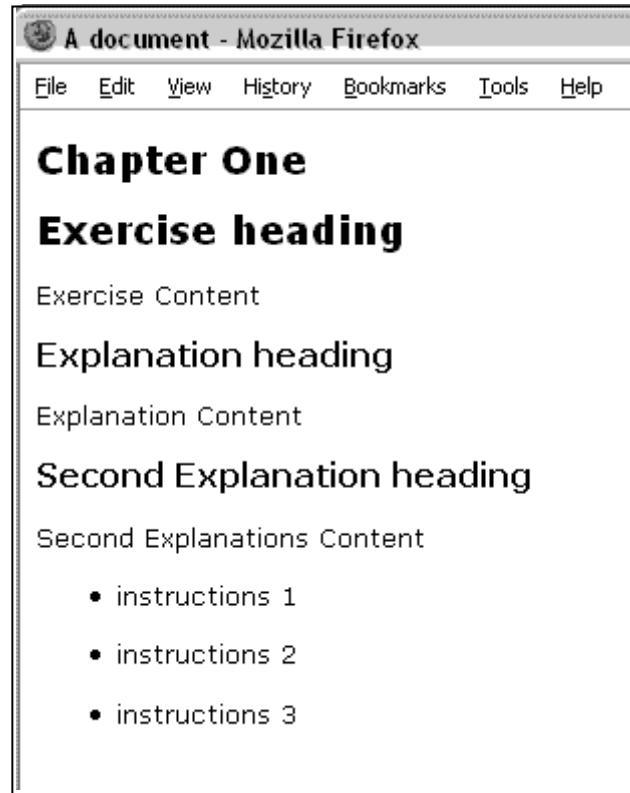 A document - Mozilla Firefox
File Edit View History Bookmarks Tools Help
Chapter One
Exercise heading
Exercise Content
Explanation heading
Explanation Content
Second Explanation heading
Second Explanations Content
• instructions 1
• instructions 2
• instructions 3